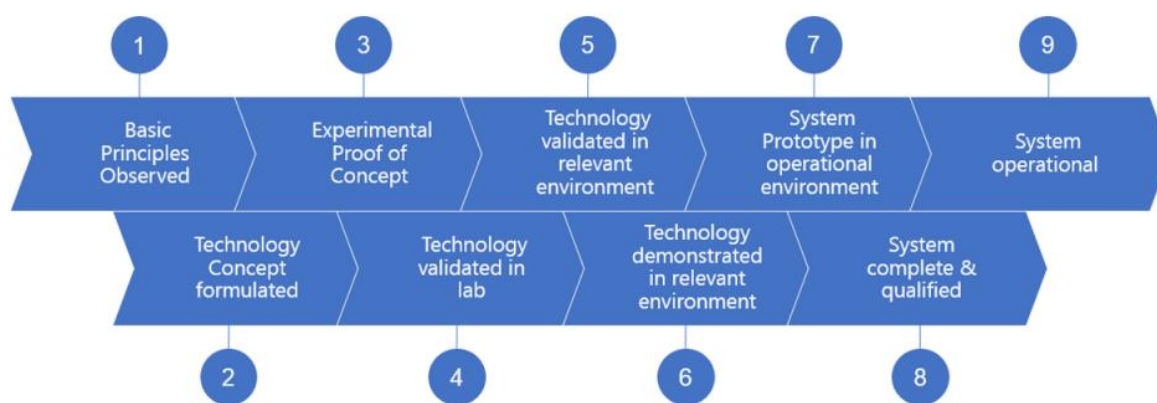 1
3
5
7
9
Basic
Principles
Observed
Experimental
Proof of
Concept
Technology
validated in
relevant
environment
System
Prototype in
operational
environment
System
operational
Technology
Concept
formulated
Technology
validated in
lab
Technology
demonstrated
in relevant
environment
System
complete &
qualified
2
4
6
8